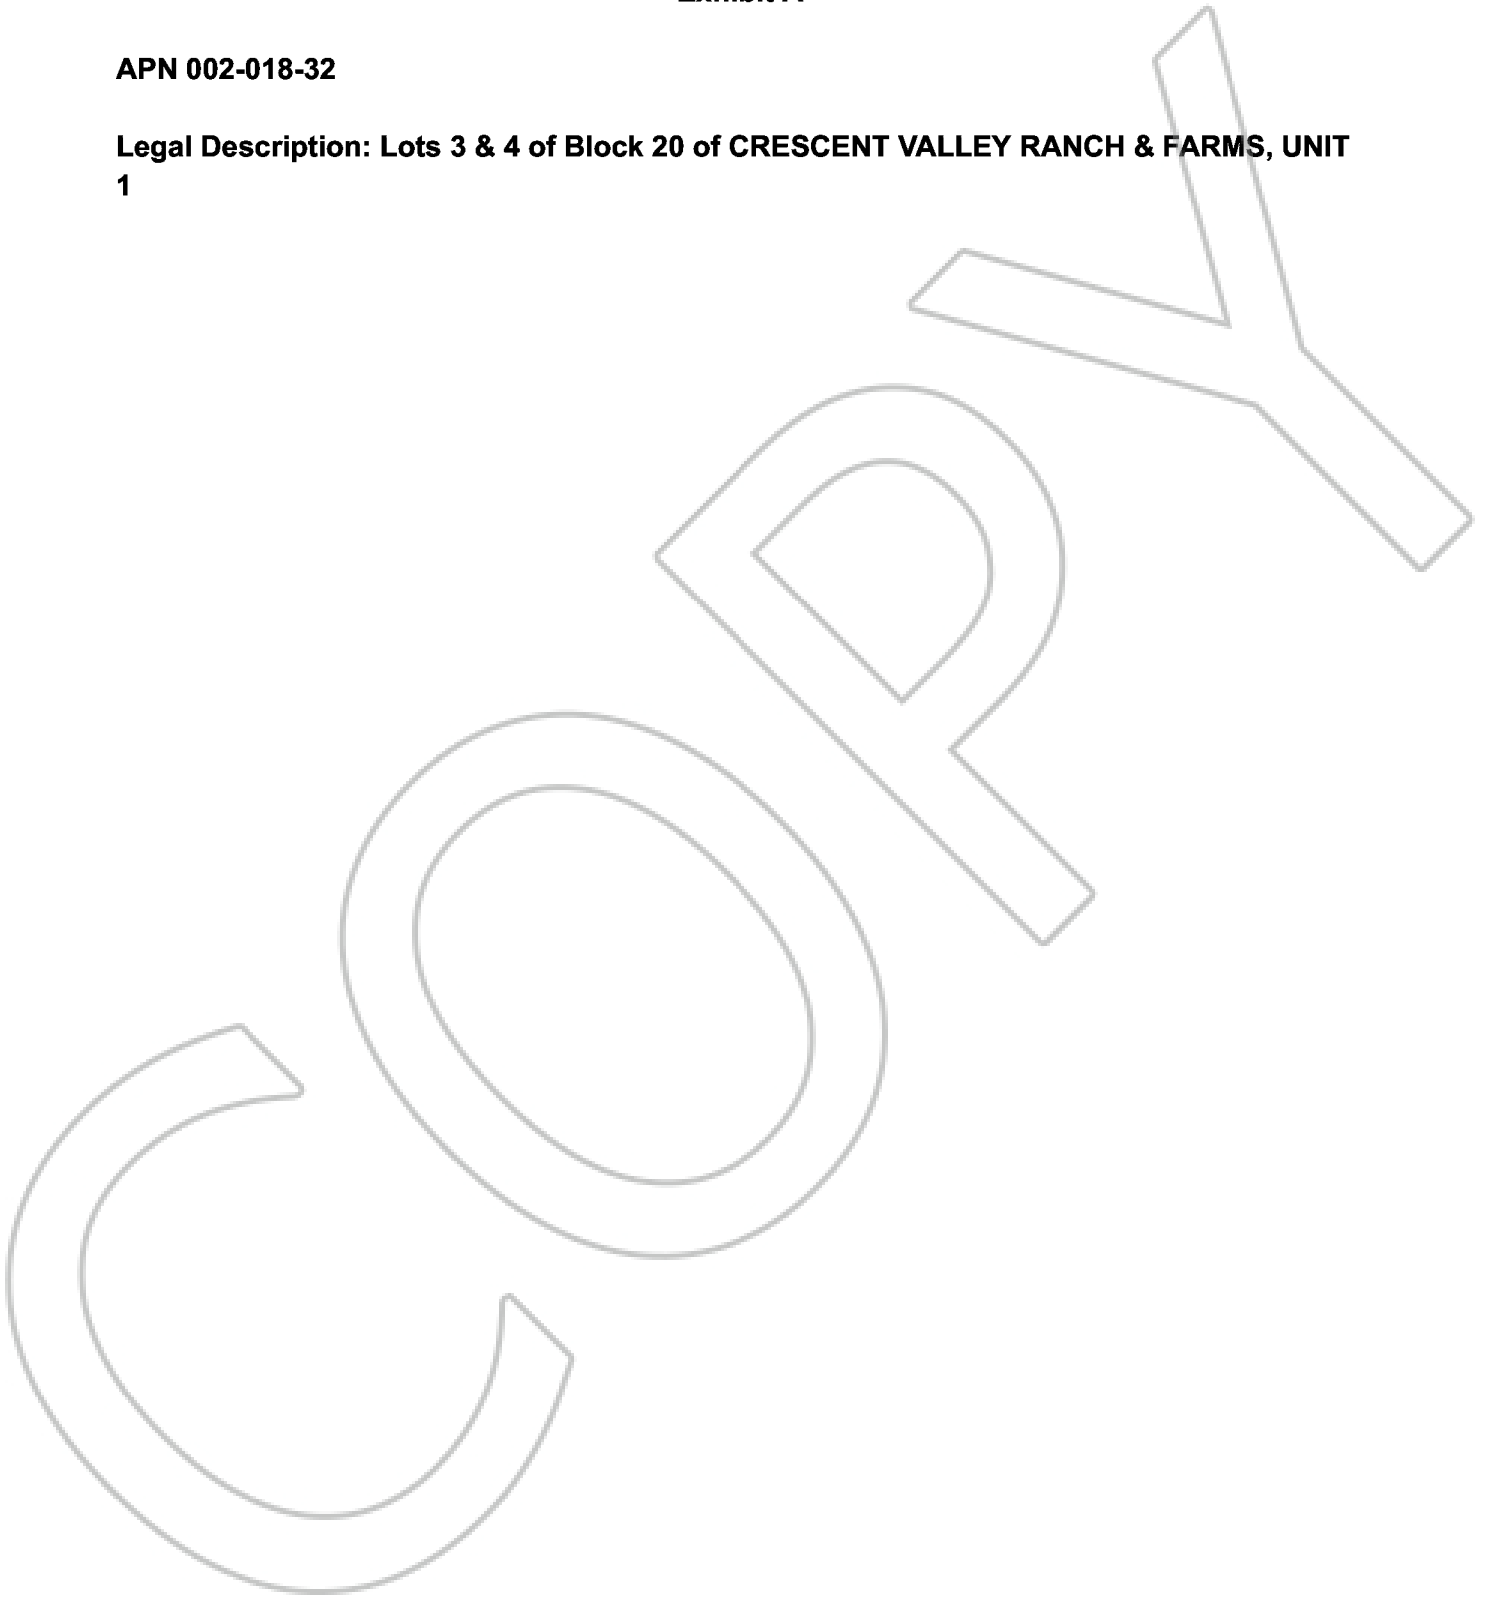 APN 002-018-32
Legal Description: Lots 3 & 4 of Block 20 of CRESCENT VALLEY RANCH & FARMS, UNIT
1
COPY